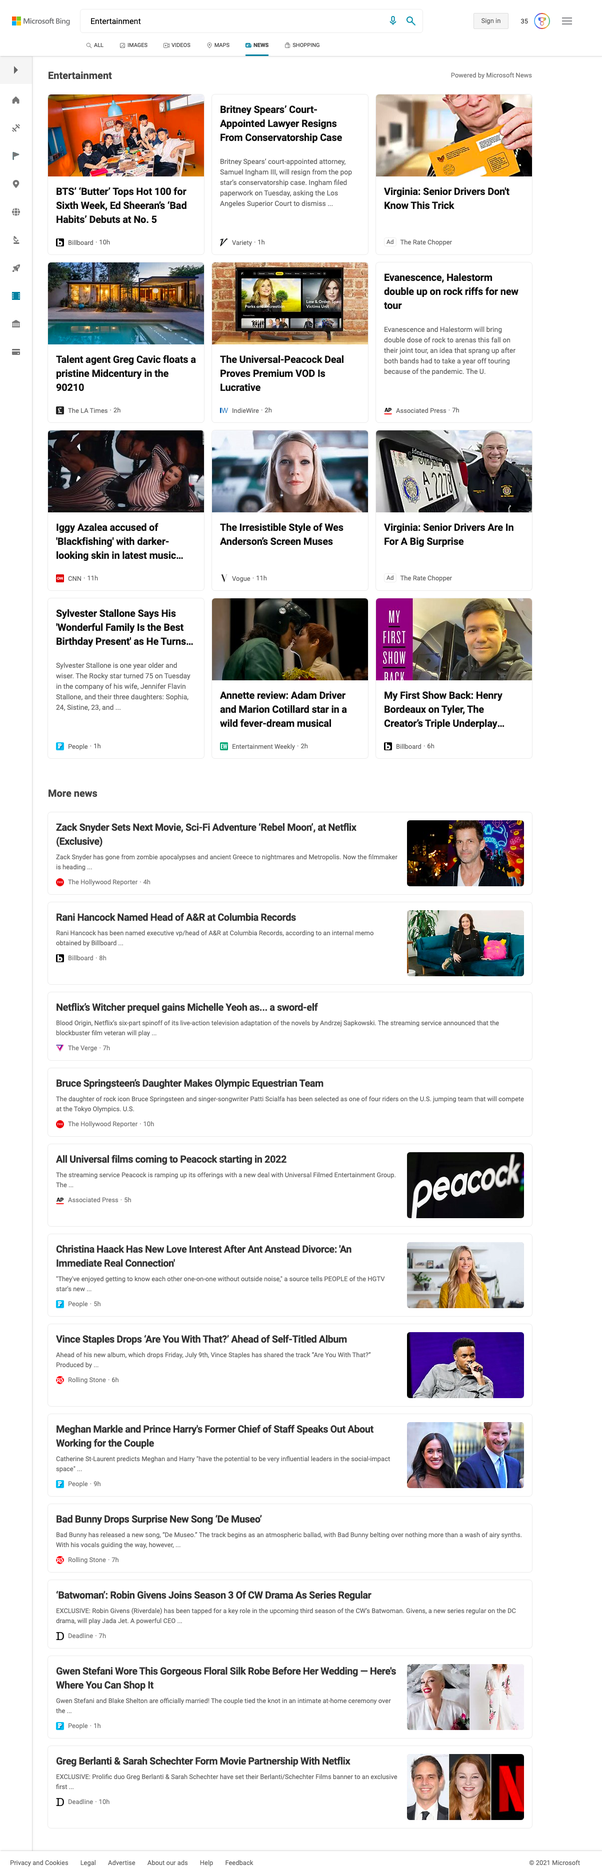 Microsoft Bing
Entertainment
Sign in
35
ALL
IMAGES
VIDEOS
MAPS
NEWS
SHOPPING
Entertainment
Powered by Microsoft News
BTS' 'Butter' Tops Hot 100 for
Sixth Week, Ed Sheeran's 'Bad
Habits' Debuts at No. 5
Billboard · 10h
Britney Spears' Court-
Appointed Lawyer Resigns
From Conservatorship Case
Britney Spears' court-appointed attorney,
Samuel Ingham III, will resign from the pop
star's conservatorship case. Ingham filed
paperwork on Tuesday, asking the Los
Angeles Superior Court to dismiss ...
Variety · 1h
Virginia: Senior Drivers Don't
Know This Trick
Ad The Rate Chopper
Talent agent Greg Cavic floats a
pristine Midcentury in the
90210
The LA Times · 2h
The Universal-Peacock Deal
Proves Premium VOD Is
Lucrative
IW IndieWire · 2h
Evanescence, Halestorm
double up on rock riffs for new
tour
Evanescence and Halestorm will bring
double dose of rock to arenas this fall on
their joint tour, an idea that sprang up after
both bands had to take a year off touring
because of the pandemic. The U.
AP Associated Press · 7h
Iggy Azalea accused of
'Blackfishing' with darker-
looking skin in latest music...
CNN · 11h
The Irresistible Style of Wes
Anderson's Screen Muses
V Vogue · 11h
Virginia: Senior Drivers Are In
For A Big Surprise
Ad The Rate Chopper
Sylvester Stallone Says His
'Wonderful Family Is the Best
Birthday Present' as He Turns...
Sylvester Stallone is one year older and
wiser. The Rocky star turned 75 on Tuesday
in the company of his wife, Jennifer Flavin
Stallone, and their three daughters: Sophia,
24, Sistine, 23, and ...
People · 1h
Annette review: Adam Driver
and Marion Cotillard star in a
wild fever-dream musical
Entertainment Weekly · 2h
MY
FIRST
SHOW
BACK
My First Show Back: Henry
Bordeaux on Tyler, The
Creator's Triple Underplay...
Billboard · 6h
More news
Zack Snyder Sets Next Movie, Sci-Fi Adventure 'Rebel Moon', at Netflix
(Exclusive)
Zack Snyder has gone from zombie apocalypses and ancient Greece to nightmares and Metropolis. Now the filmmaker
is heading ...
The Hollywood Reporter · 4h
Rani Hancock Named Head of A&R at Columbia Records
Rani Hancock has been named executive vp/head of A&R at Columbia Records, according to an internal memo
obtained by Billboard ...
Billboard · 8h
Netflix's Witcher prequel gains Michelle Yeoh as... a sword-elf
Blood Origin, Netflix's six-part spinoff of its live-action television adaptation of the novels by Andrzej Sapkowski. The streaming service announced that the
blockbuster film veteran will play ...
The Verge · 7h
Bruce Springsteen's Daughter Makes Olympic Equestrian Team
The daughter of rock icon Bruce Springsteen and singer-songwriter Patti Scialfa has been selected as one of four riders on the U.S. jumping team that will compete
at the Tokyo Olympics. U.S.
The Hollywood Reporter · 10h
All Universal films coming to Peacock starting in 2022
The streaming service Peacock is ramping up its offerings with a new deal with Universal Filmed Entertainment Group.
The ...
AP Associated Press · 5h
peacock
Christina Haack Has New Love Interest After Ant Anstead Divorce: 'An
Immediate Real Connection'
"They've enjoyed getting to know each other one-on-one without outside noise," a source tells PEOPLE of the HGTV
star's new ...
People · 5h
Vince Staples Drops 'Are You With That?' Ahead of Self-Titled Album
Ahead of his new album, which drops Friday, July 9th, Vince Staples has shared the track "Are You With That?"
Produced by ...
Rolling Stone · 6h
Meghan Markle and Prince Harry's Former Chief of Staff Speaks Out About
Working for the Couple
Catherine St-Laurent predicts Meghan and Harry "have the potential to be very influential leaders in the social-impact
space" ...
People · 9h
Bad Bunny Drops Surprise New Song 'De Museo'
Bad Bunny has released a new song, "De Museo." The track begins as an atmospheric ballad, with Bad Bunny belting over nothing more than a wash of airy synths.
With his vocals guiding the way, however, ...
Rolling Stone · 7h
'Batwoman': Robin Givens Joins Season 3 Of CW Drama As Series Regular
EXCLUSIVE: Robin Givens (Riverdale) has been tapped for a key role in the upcoming third season of the CW's Batwoman. Givens, a new series regular on the DC
drama, will play Jada Jet. A powerful CEO ...
D Deadline · 7h
Gwen Stefani Wore This Gorgeous Floral Silk Robe Before Her Wedding — Here's
Where You Can Shop It
Gwen Stefani and Blake Shelton are officially married! The couple tied the knot in an intimate at-home ceremony over
the ...
People · 1h
Greg Berlanti & Sarah Schechter Form Movie Partnership With Netflix
EXCLUSIVE: Prolific duo Greg Berlanti & Sarah Schechter have set their Berlanti/Schechter Films banner to an exclusive
first ...
D Deadline · 10h
N
Privacy and Cookies
Legal
Advertise
About our ads
Help
Feedback
© 2021 Microsoft